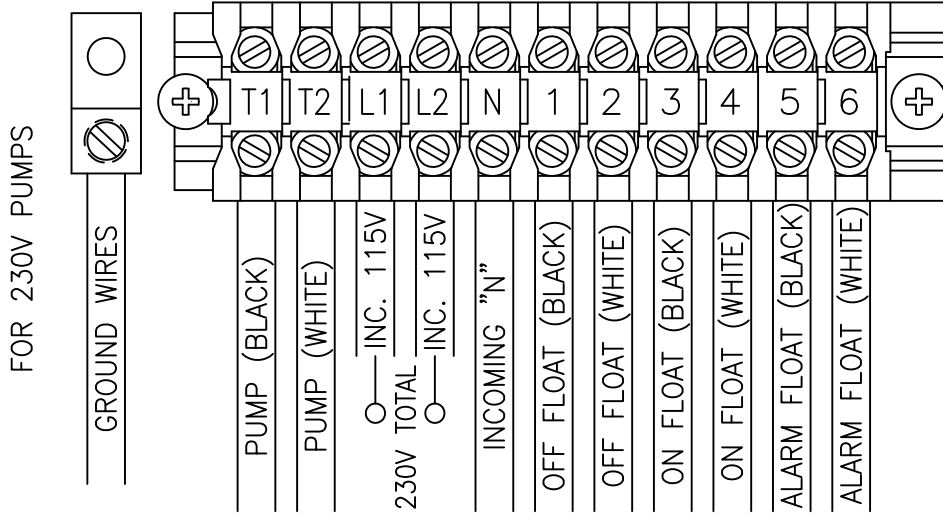 FOR 230V PUMPS
GROUND WIRES
T1 T2 L1 L2 N 1 2 3 4 5 6
PUMP (BLACK)
PUMP (WHITE)
INC. 115V
INC. 115V
230V TOTAL
INCOMING "N"
OFF FLOAT (BLACK)
OFF FLOAT (WHITE)
ON FLOAT (BLACK)
ON FLOAT (WHITE)
ALARM FLOAT (BLACK)
ALARM FLOAT (WHITE)